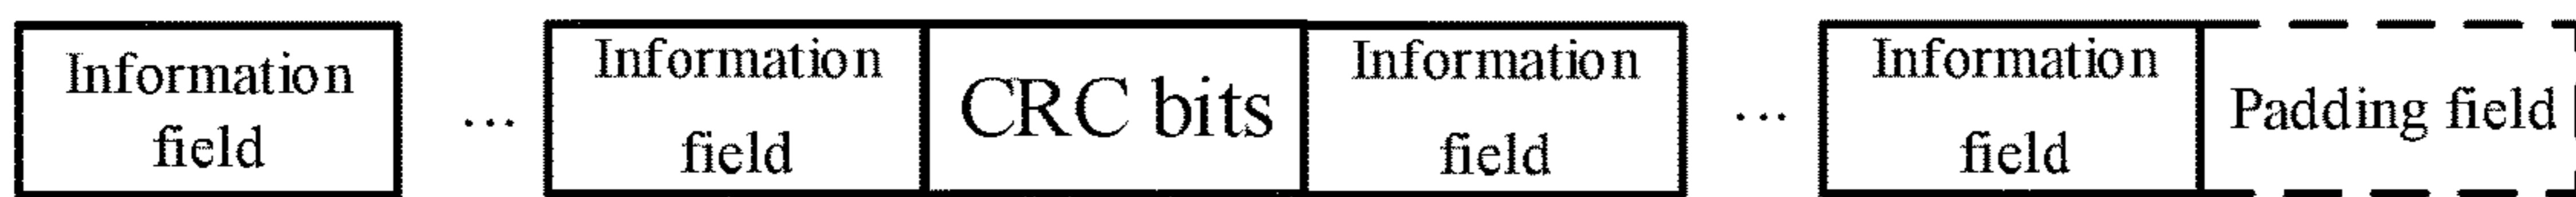 Information
field
...
Information
field
CRC bits
Information
field
...
Information
field
Padding field